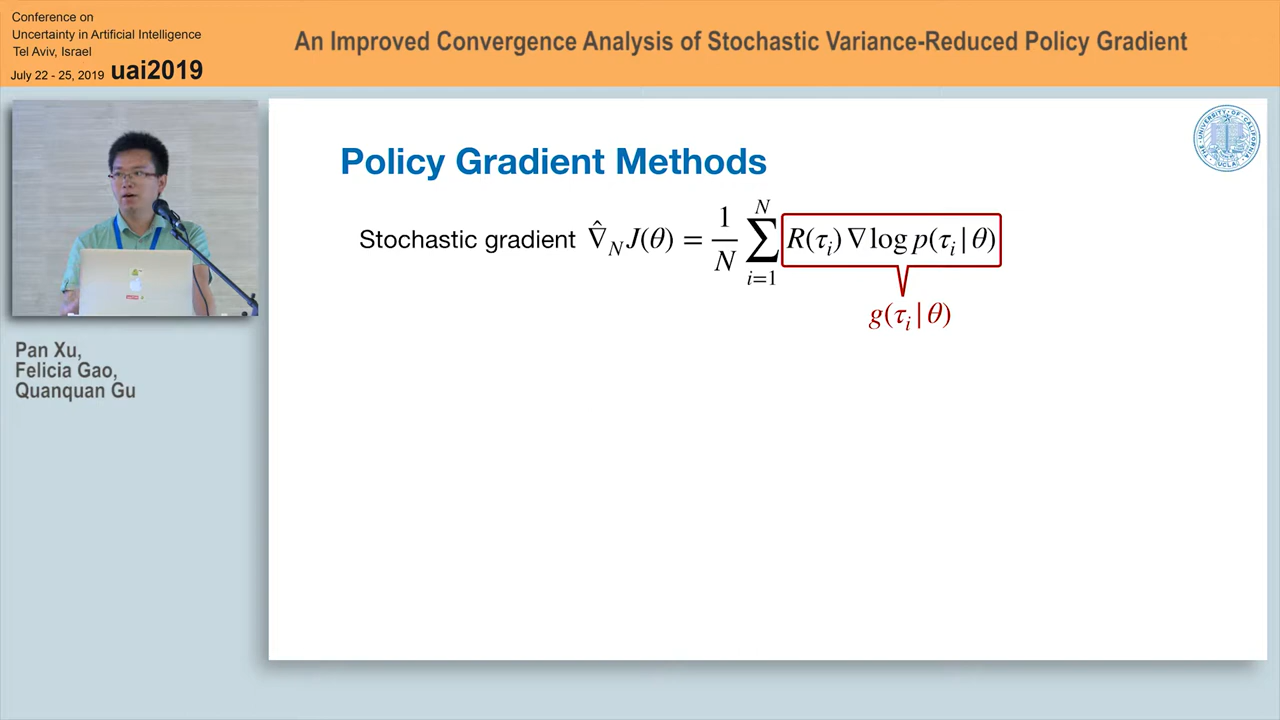 Conference on
Uncertainty in Artificial Intelligence
Tel Aviv, Israel
July 22 - 25, 2019 uai2019
An Improved Convergence Analysis of Stochastic Variance-Reduced Policy Gradient
Policy Gradient Methods
Stochastic gradient ∇̂_N J(θ) = 1/N ∑_{i=1}^{N} R(τ_i) ∇ log p(τ_i | θ)
g(τ_i | θ)
Pan Xu,
Felicia Gao,
Quanquan Gu
UCLA